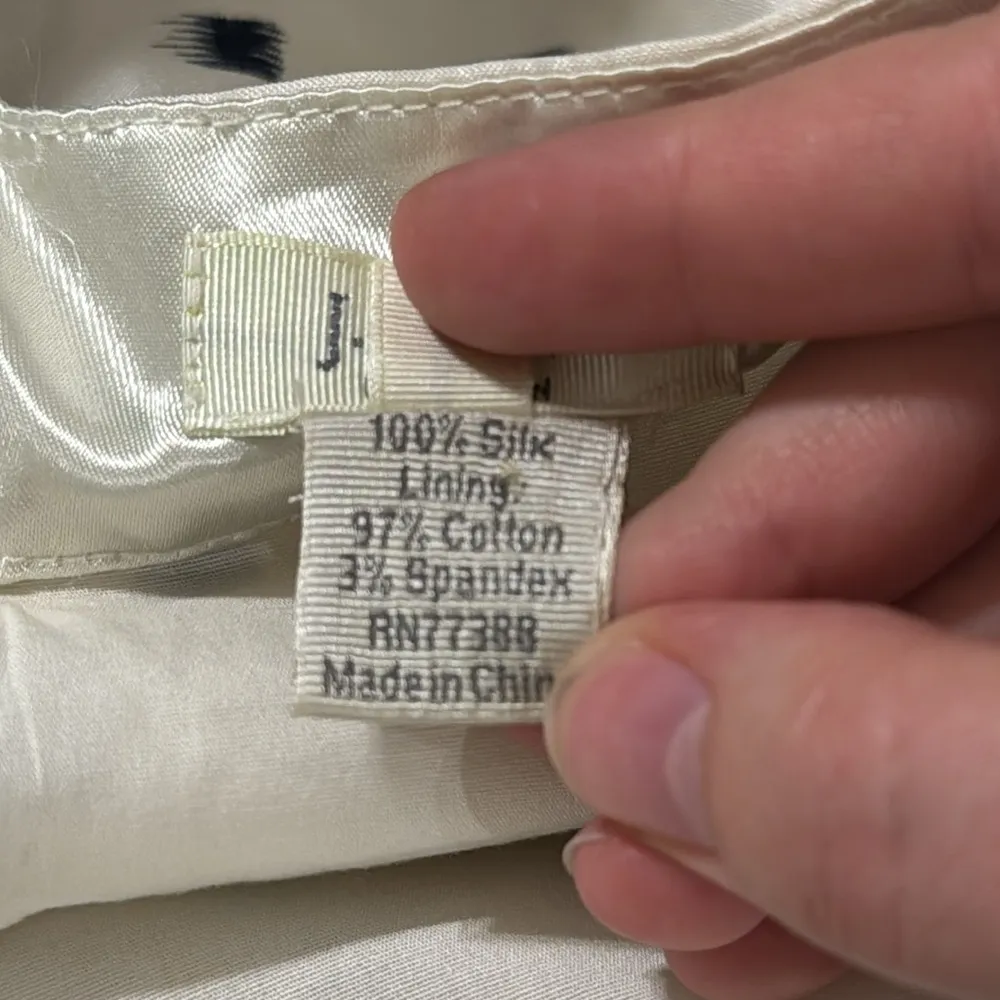 100% Silk
Lining:
97% Cotton
3% Spandex
RN77388
Made in Chin